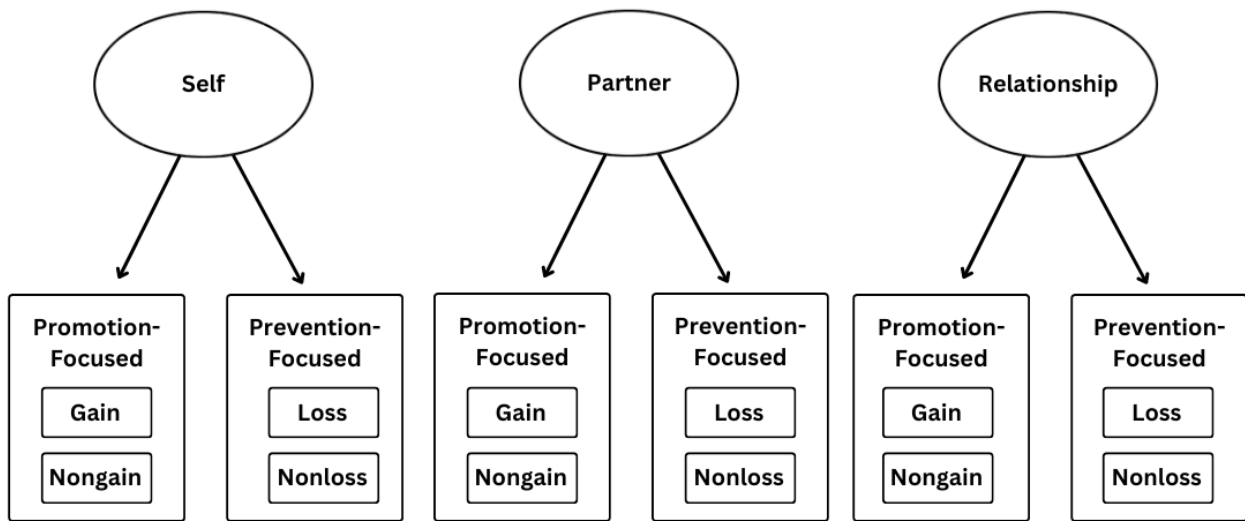 Self
Partner
Relationship
Promotion-
Focused
Gain
Nongain
Prevention-
Focused
Loss
Nonloss
Promotion-
Focused
Gain
Nongain
Prevention-
Focused
Loss
Nonloss
Promotion-
Focused
Gain
Nongain
Prevention-
Focused
Loss
Nonloss